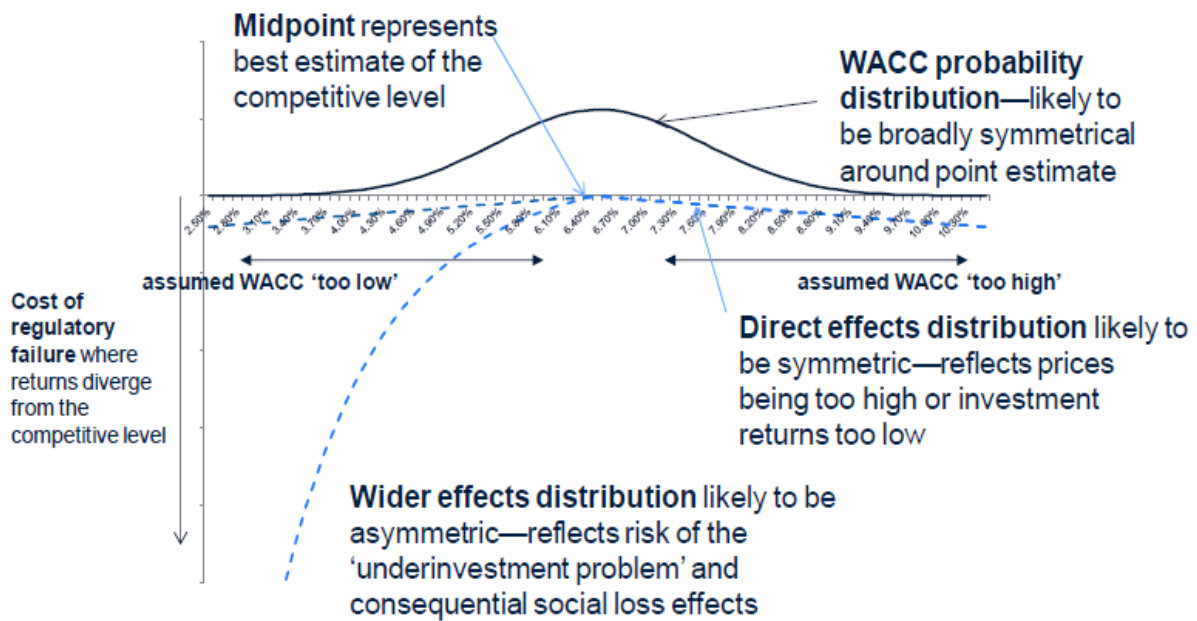 Midpoint represents
best estimate of the
competitive level
WACC probability
distribution—likely to
be broadly symmetrical
around point estimate
2.50% 2.80% 3.10% 3.40% 3.70% 4.00% 4.30% 4.60% 4.90% 5.20% 5.50% 5.80% 6.10% 6.40% 6.70% 7.00% 7.30% 7.60% 7.90% 8.20% 8.50% 8.80% 9.10% 9.40% 9.70% 10.00% 10.30%
assumed WACC ‘too low’
assumed WACC ‘too high’
Cost of
regulatory
failure where
returns diverge
from the
competitive level
Direct effects distribution likely to
be symmetric—reflects prices
being too high or investment
returns too low
Wider effects distribution likely to be
asymmetric—reflects risk of the
‘underinvestment problem’ and
consequential social loss effects